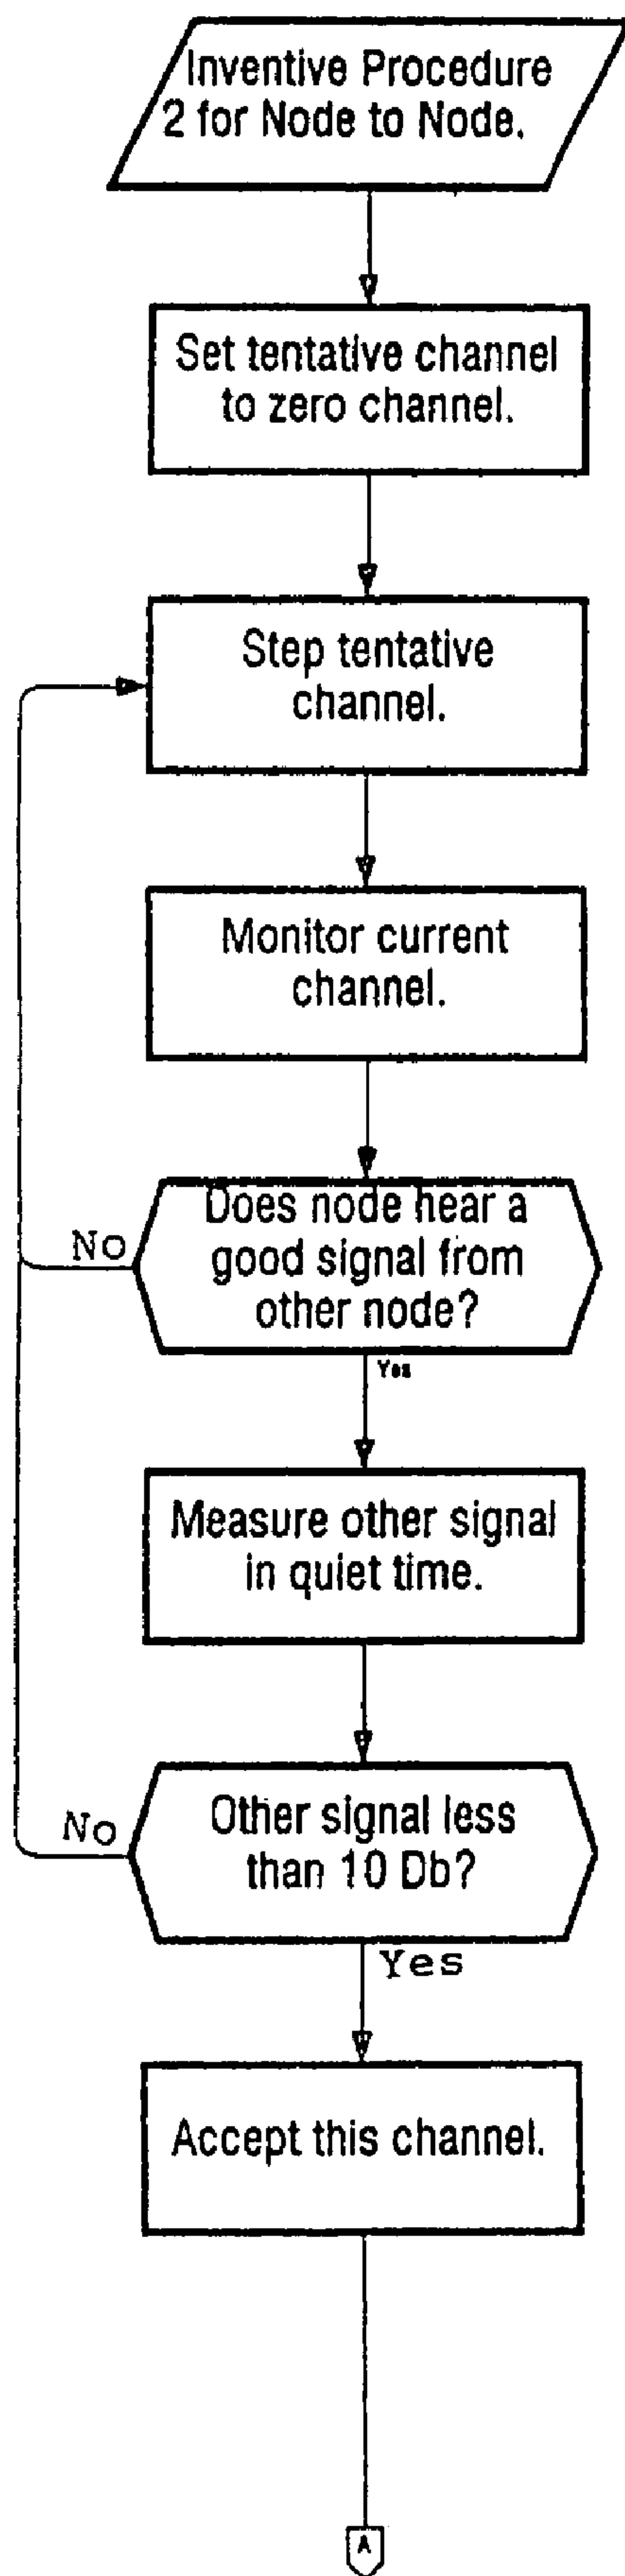 Inventive Procedure
2 for Node to Node.
Set tentative channel
to zero channel.
Step tentative
channel.
Monitor current
channel.
Does node hear a
good signal from
other node?
No
Yes
Measure other signal
in quiet time.
Other signal less
than 10 Db?
No
Yes
Accept this channel.
A